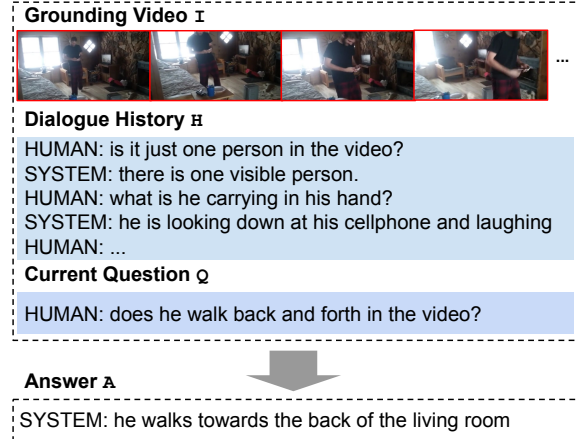 Grounding Video I
...
Dialogue History H
HUMAN: is it just one person in the video?
SYSTEM: there is one visible person.
HUMAN: what is he carrying in his hand?
SYSTEM: he is looking down at his cellphone and laughing
HUMAN: ...
Current Question Q
HUMAN: does he walk back and forth in the video?
Answer A
SYSTEM: he walks towards the back of the living room